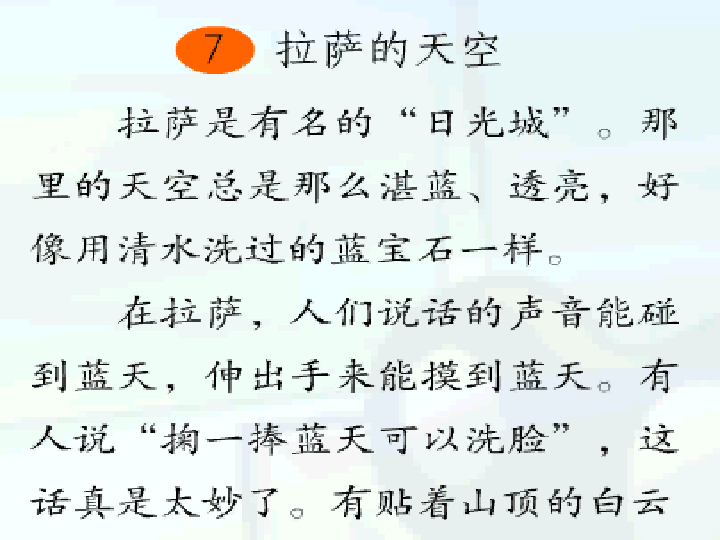 7 拉萨的天空
拉萨是有名的“日光城”。那
里的天空总是那么湛蓝、透亮，好
像用清水洗过的蓝宝石一样。
在拉萨，人们说话的声音能碰
到蓝天，伸出手来能摸到蓝天。有
人说“掬一捧蓝天可以洗脸”，这
话真是太妙了。有贴着山顶的白云